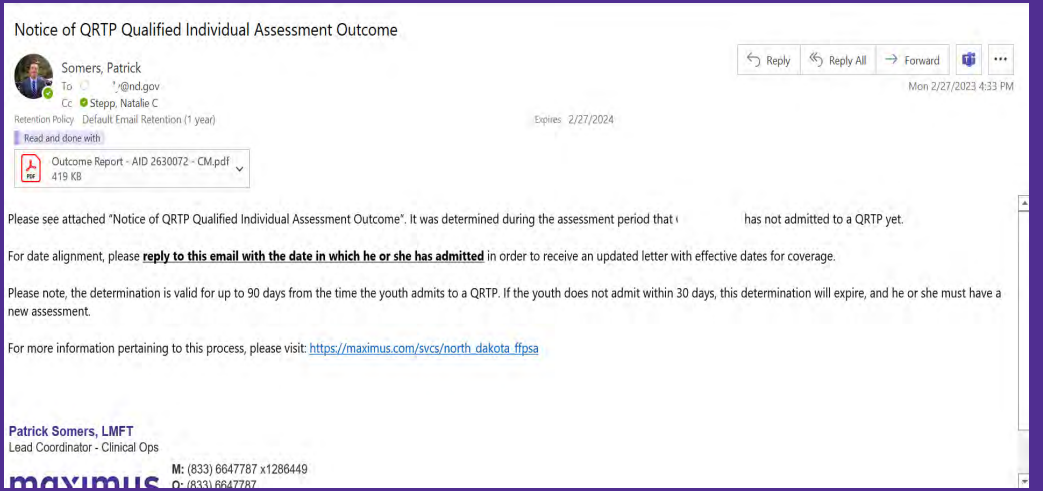 Notice of QRTP Qualified Individual Assessment Outcome
Somers, Patrick
To @nd.gov
Cc Stepp, Natalie C
Reply Reply All Forward
Mon 2/27/2023 4:33 PM
Retention Policy Default Email Retention (1 year) Expires 2/27/2024
Read and done with
PDF
Outcome Report - AID 2630072 - CM.pdf
419 KB
Please see attached “Notice of QRTP Qualified Individual Assessment Outcome”. It was determined during the assessment period that has not admitted to a QRTP yet.
For date alignment, please reply to this email with the date in which he or she has admitted in order to receive an updated letter with effective dates for coverage.
Please note, the determination is valid for up to 90 days from the time the youth admits to a QRTP. If the youth does not admit within 30 days, this determination will expire, and he or she must have a
new assessment.
For more information pertaining to this process, please visit: https://maximus.com/svcs/north_dakota_ffpsa
Patrick Somers, LMFT
Lead Coordinator - Clinical Ops
maximus
M: (833) 6647787 x1286449
O: (833) 6647787